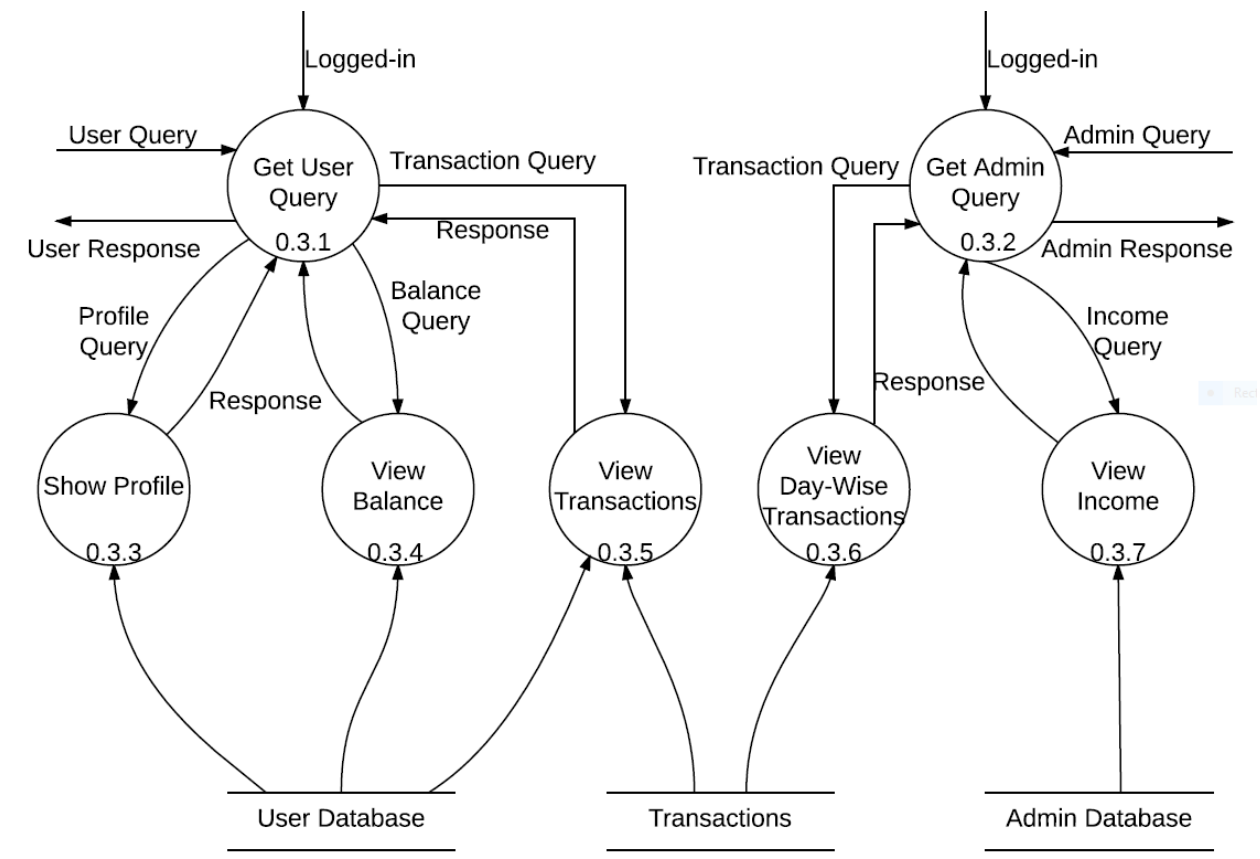 Logged-in
Logged-in
User Query
Admin Query
Transaction Query
Transaction Query
Get User
Query
0.3.1
Get Admin
Query
0.3.2
Response
User Response
Admin Response
Profile
Query
Balance
Query
Income
Query
Response
Response
Show Profile
0.3.3
View
Balance
0.3.4
View
Transactions
0.3.5
View
Day-Wise
Transactions
0.3.6
View
Income
0.3.7
User Database
Transactions
Admin Database